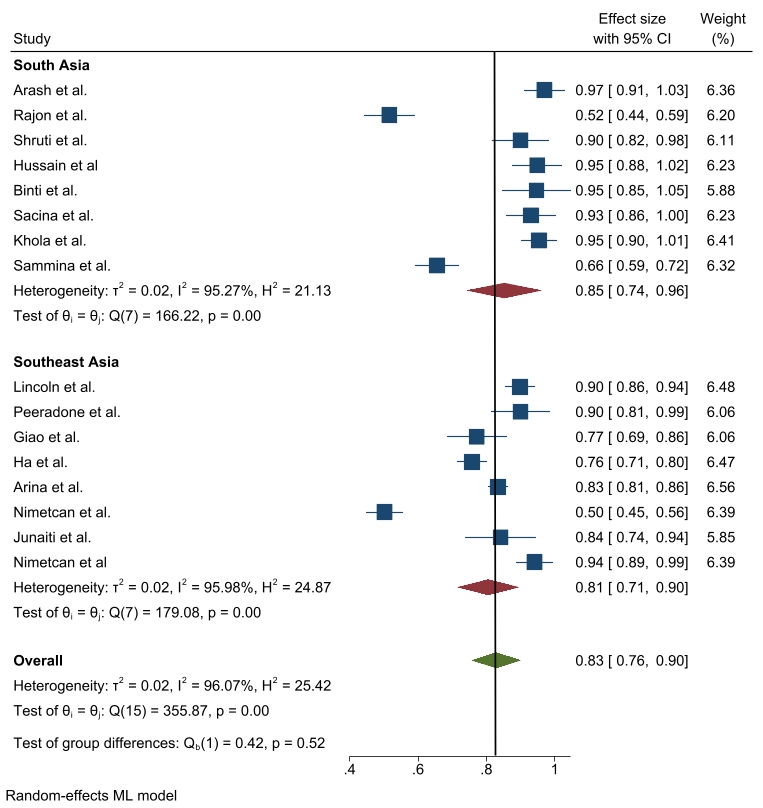 Effect size Weight
Study with 95% CI (%)
South Asia
Arash et al. 0.97 [ 0.91, 1.03] 6.36
Rajon et al. 0.52 [ 0.44, 0.59] 6.20
Shruti et al. 0.90 [ 0.82, 0.98] 6.11
Hussain et al 0.95 [ 0.88, 1.02] 6.23
Binti et al. 0.95 [ 0.85, 1.05] 5.88
Sacina et al. 0.93 [ 0.86, 1.00] 6.23
Khola et al. 0.95 [ 0.90, 1.01] 6.41
Sammina et al. 0.66 [ 0.59, 0.72] 6.32
Heterogeneity: τ² = 0.02, I² = 95.27%, H² = 21.13 0.85 [ 0.74, 0.96]
Test of θᵢ = θⱼ: Q(7) = 166.22, p = 0.00
Southeast Asia
Lincoln et al. 0.90 [ 0.86, 0.94] 6.48
Peeradone et al. 0.90 [ 0.81, 0.99] 6.06
Giao et al. 0.77 [ 0.69, 0.86] 6.06
Ha et al. 0.76 [ 0.71, 0.80] 6.47
Arina et al. 0.83 [ 0.81, 0.86] 6.56
Nimetcan et al. 0.50 [ 0.45, 0.56] 6.39
Junaiti et al. 0.84 [ 0.74, 0.94] 5.85
Nimetcan et al 0.94 [ 0.89, 0.99] 6.39
Heterogeneity: τ² = 0.02, I² = 95.98%, H² = 24.87 0.81 [ 0.71, 0.90]
Test of θᵢ = θⱼ: Q(7) = 179.08, p = 0.00
Overall 0.83 [ 0.76, 0.90]
Heterogeneity: τ² = 0.02, I² = 96.07%, H² = 25.42
Test of θᵢ = θⱼ: Q(15) = 355.87, p = 0.00
Test of group differences: Q_b(1) = 0.42, p = 0.52
.4 .6 .8 1
Random-effects ML model